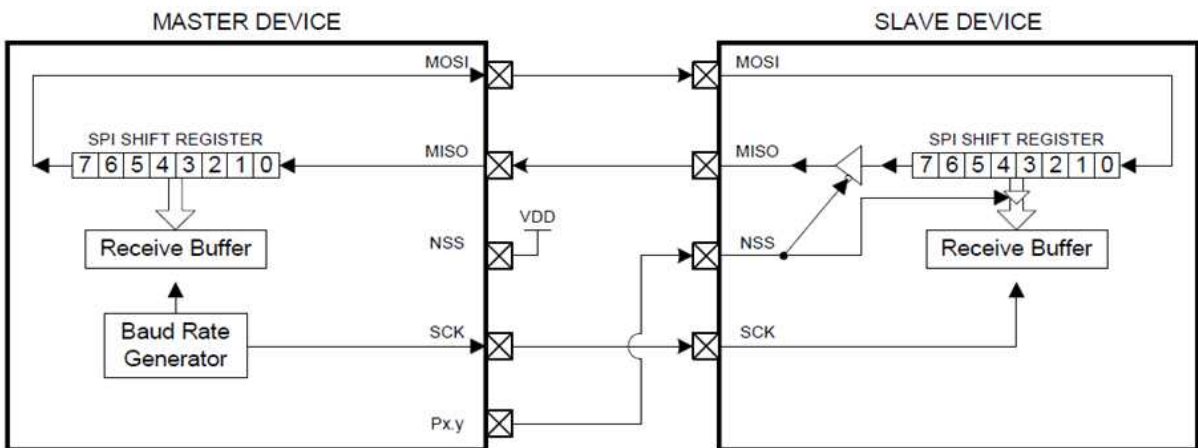 MASTER DEVICE
SLAVE DEVICE
MOSI
MOSI
SPI SHIFT REGISTER
7 6 5 4 3 2 1 0
MISO
MISO
SPI SHIFT REGISTER
7 6 5 4 3 2 1 0
Receive Buffer
NSS
VDD
NSS
Receive Buffer
Baud Rate
Generator
SCK
SCK
Px.y